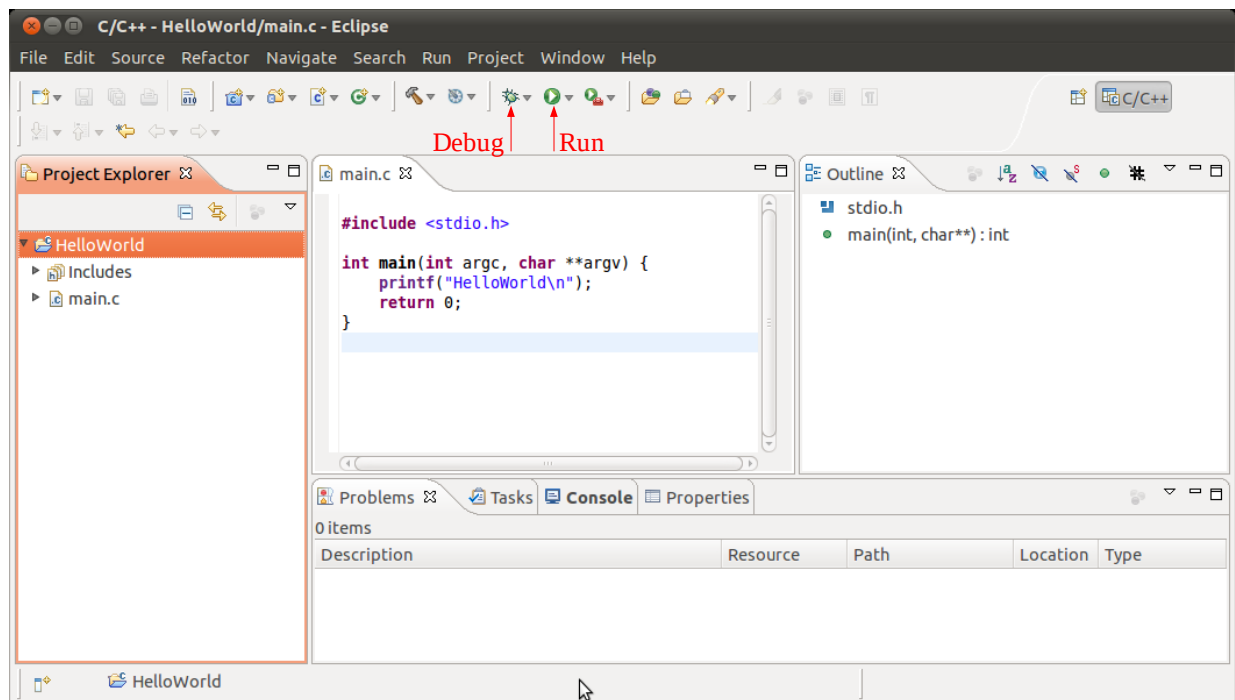 C/C++ - HelloWorld/main.c - Eclipse
File Edit Source Refactor Navigate Search Run Project Window Help
010
C/C++
Debug
Run
Project Explorer
HelloWorld
Includes
main.c
main.c
#include <stdio.h>
int main(int argc, char **argv) {
printf("HelloWorld\n");
return 0;
}
Outline
stdio.h
main(int, char**) : int
Problems Tasks Console Properties
0 items
Description Resource Path Location Type
HelloWorld